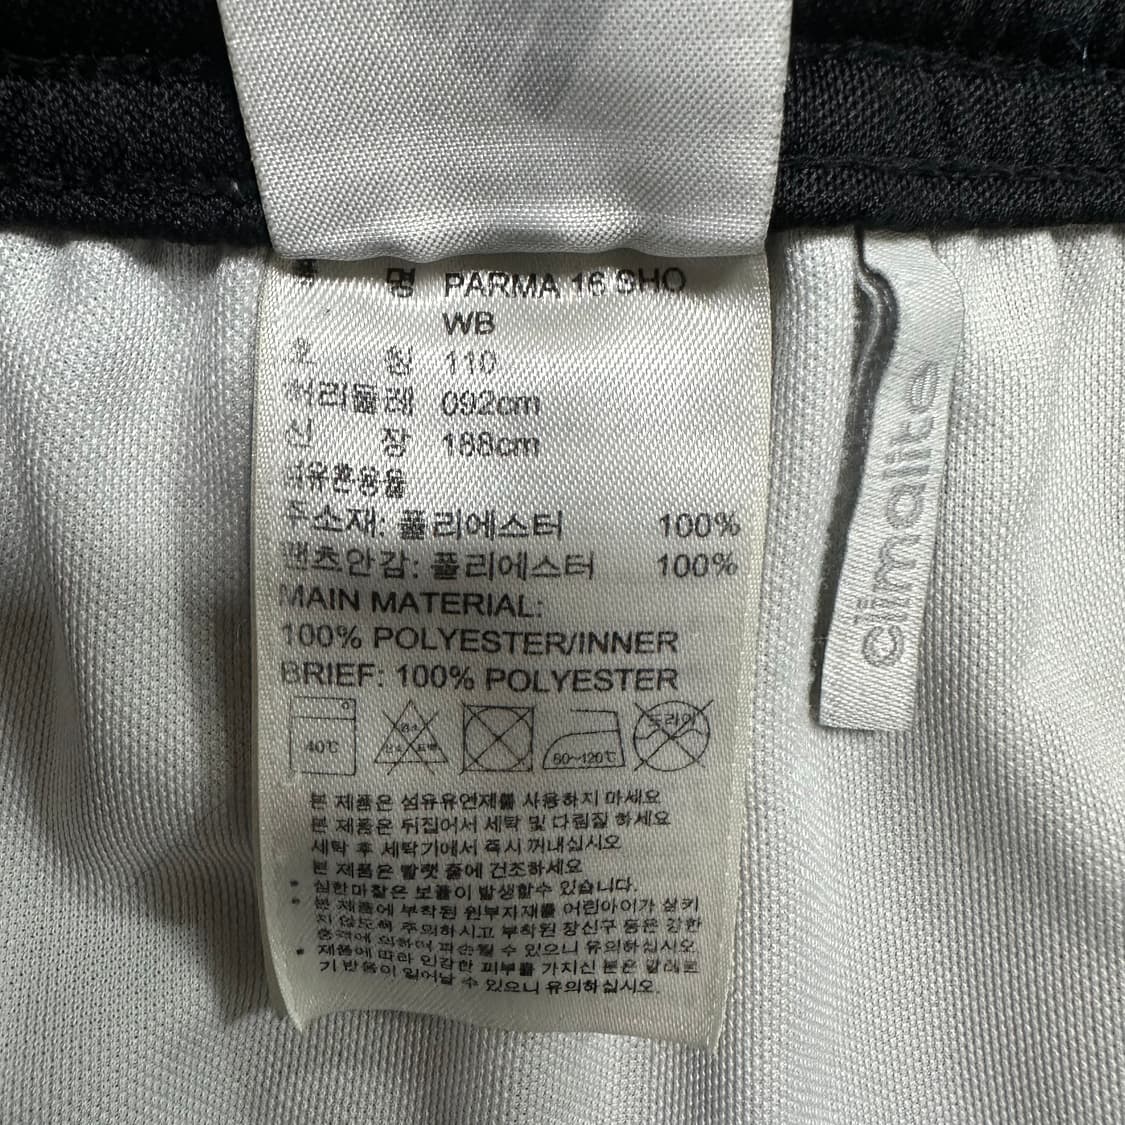 명 PARMA 16 SHO
WB
호 칭 110
허리둘레 092cm
신 장 188cm
섬유혼용율
주소재: 폴리에스터 100%
팬츠안감: 폴리에스터 100%
MAIN MATERIAL:
100% POLYESTER/INNER
BRIEF: 100% POLYESTER
40℃
80~120℃
드라이
본 제품은 섬유유연제를 사용하지 마세요
본 제품은 뒤집어서 세탁 및 다림질 하세요
세탁 후 세탁기에서 즉시 꺼내십시오
본 제품은 빨랫 줄에 건조하세요
* 심한마찰은 보풀이 발생할수 있습니다.
* 본 제품에 부착된 원부자재를 어린아이가 삼키
지 않도록 주의하시고 부착된 장신구 등은 강한
충격에 의하여 파손될 수 있으니 유의하십시오
* 제품에 따라 민감한 피부를 가지신 분은 알레르
기 반응이 일어날 수 있으니 유의하십시오.
climalite